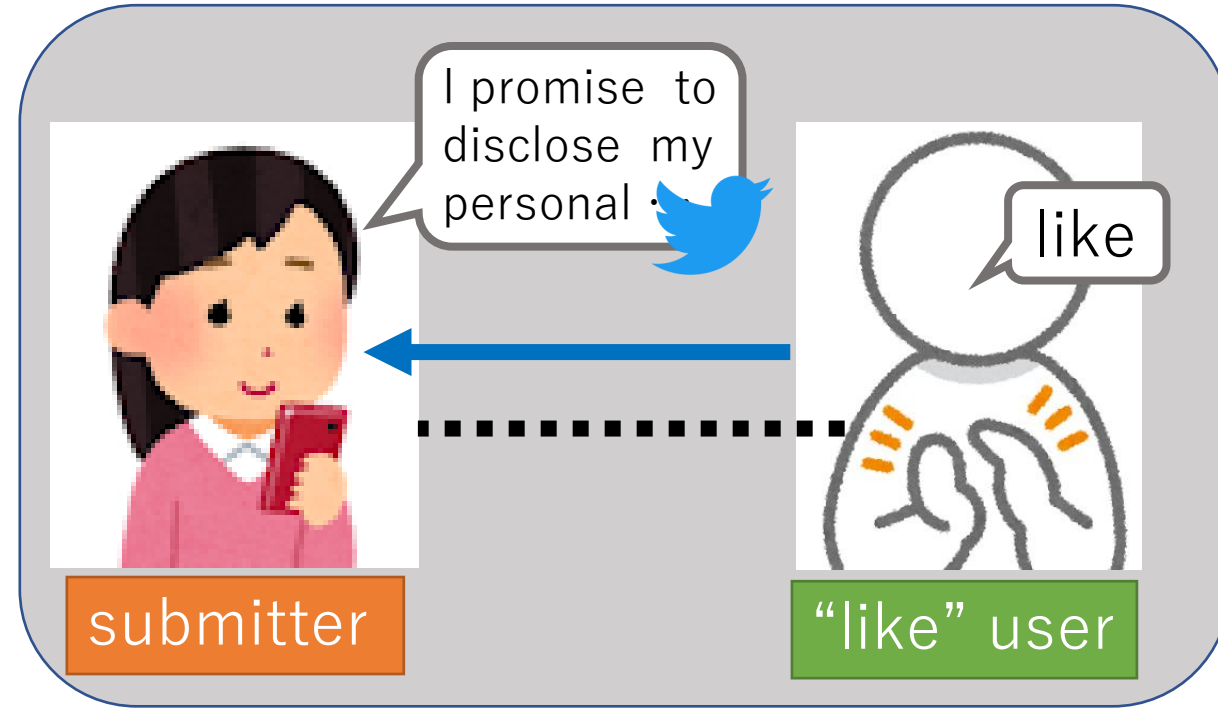 I promise to
disclose my
personal
like
submitter
“like” user